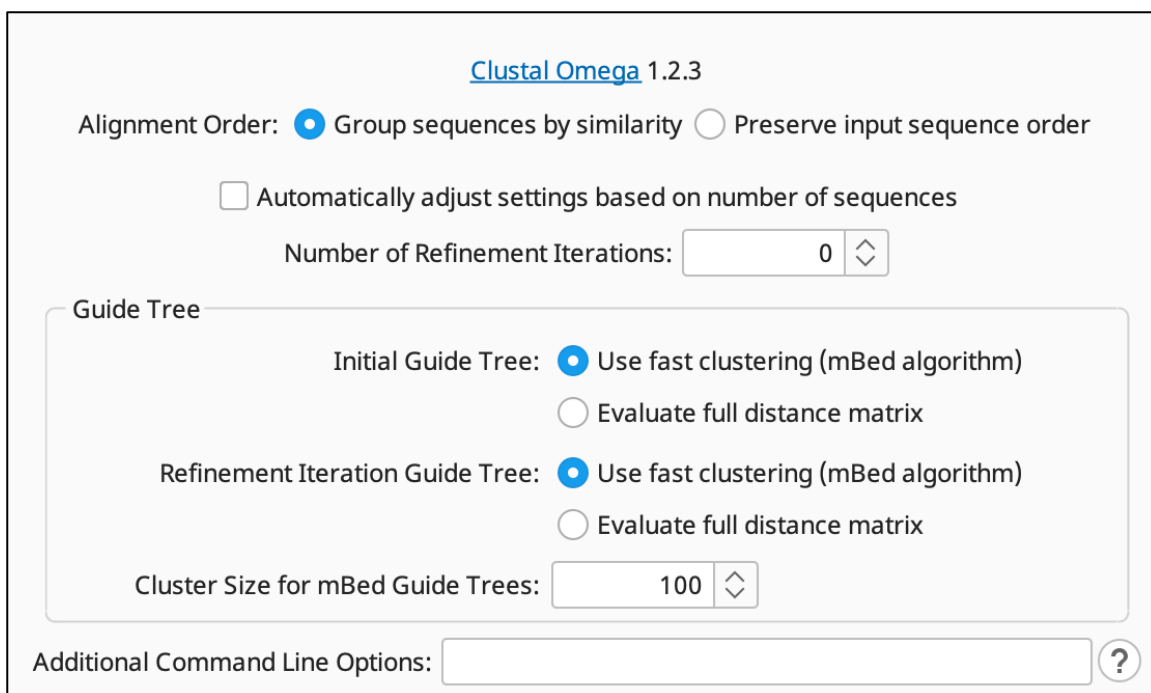 Clustal Omega 1.2.3
Alignment Order: Group sequences by similarity Preserve input sequence order
Automatically adjust settings based on number of sequences
Number of Refinement Iterations: 0
Guide Tree
Initial Guide Tree: Use fast clustering (mBed algorithm)
Evaluate full distance matrix
Refinement Iteration Guide Tree: Use fast clustering (mBed algorithm)
Evaluate full distance matrix
Cluster Size for mBed Guide Trees: 100
Additional Command Line Options: ?